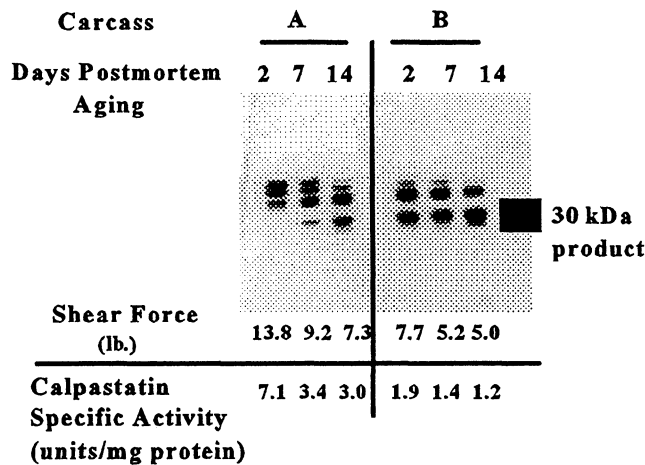 Carcass A B
Days Postmortem 2 7 14 2 7 14
Aging
30 kDa
product
Shear Force 13.8 9.2 7.3 7.7 5.2 5.0
(lb.)
Calpastatin 7.1 3.4 3.0 1.9 1.4 1.2
Specific Activity
(units/mg protein)